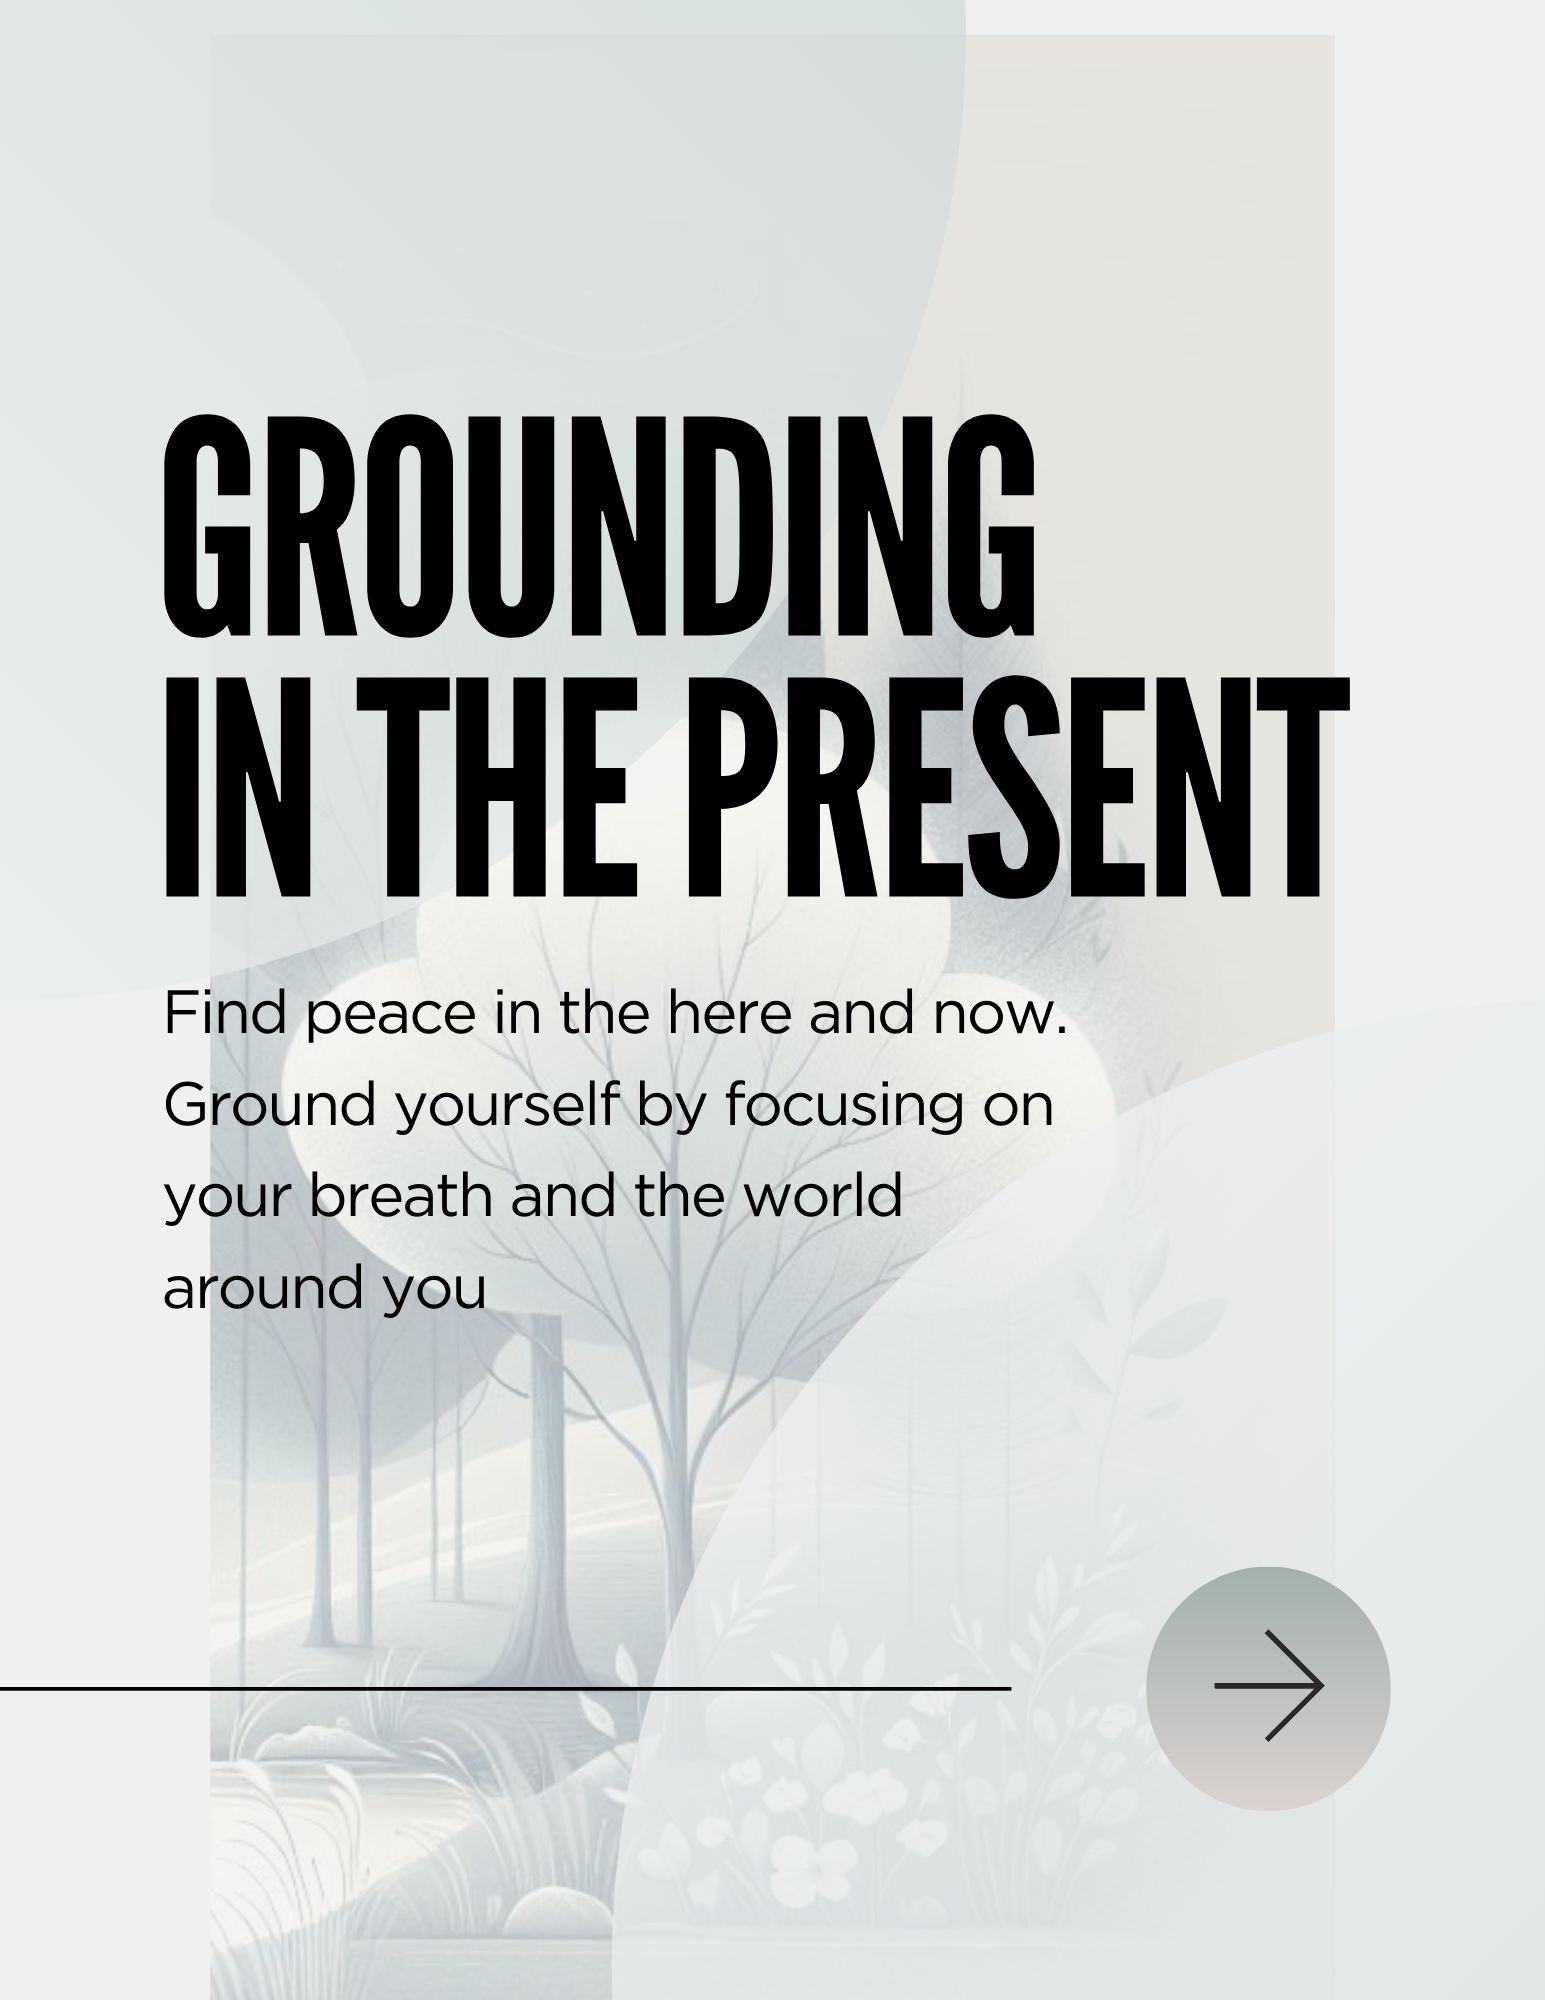 GROUNDING
IN THE PRESENT
Find peace in the here and now.
Ground yourself by focusing on
your breath and the world
around you